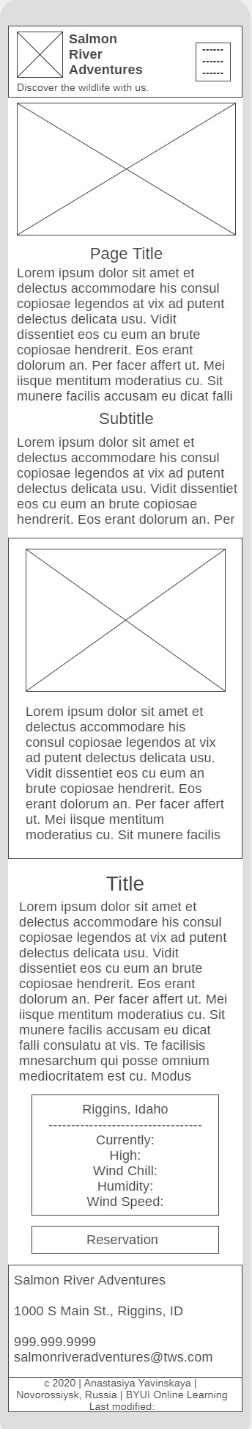 Salmon
River
Adventures
Discover the wildlife with us.
Page Title
Lorem ipsum dolor sit amet et
delectus accommodare his consul
copiosae legendos at vix ad putent
delectus delicata usu. Vidit
dissentiet eos cu eum an brute
copiosae hendrerit. Eos erant
dolorum an. Per facer affert ut. Mei
iisque mentitum moderatius cu. Sit
munere facilis accusam eu dicat falli
Subtitle
Lorem ipsum dolor sit amet et
delectus accommodare his consul
copiosae legendos at vix ad putent
delectus delicata usu. Vidit dissentiet
eos cu eum an brute copiosae
hendrerit. Eos erant dolorum an. Per
Lorem ipsum dolor sit amet et
delectus accommodare his
consul copiosae legendos at vix
ad putent delectus delicata usu.
Vidit dissentiet eos cu eum an
brute copiosae hendrerit. Eos
erant dolorum an. Per facer affert
ut. Mei iisque mentitum
moderatius cu. Sit munere facilis
Title
Lorem ipsum dolor sit amet et
delectus accommodare his consul
copiosae legendos at vix ad putent
delectus delicata usu. Vidit
dissentiet eos cu eum an brute
copiosae hendrerit. Eos erant
dolorum an. Per facer affert ut. Mei
iisque mentitum moderatius cu. Sit
munere facilis accusam eu dicat
falli consulatu at vis. Te facilisis
mnesarchum qui posse omnium
mediocritatem est cu. Modus
Riggins, Idaho
----------------------------------
Currently:
High:
Wind Chill:
Humidity:
Wind Speed:
Reservation
Salmon River Adventures
1000 S Main St., Riggins, ID
999.999.9999
salmonriveradventures@tws.com
c 2020 | Anastasiya Yavinskaya |
Novorossiysk, Russia | BYUI Online Learning
Last modified: